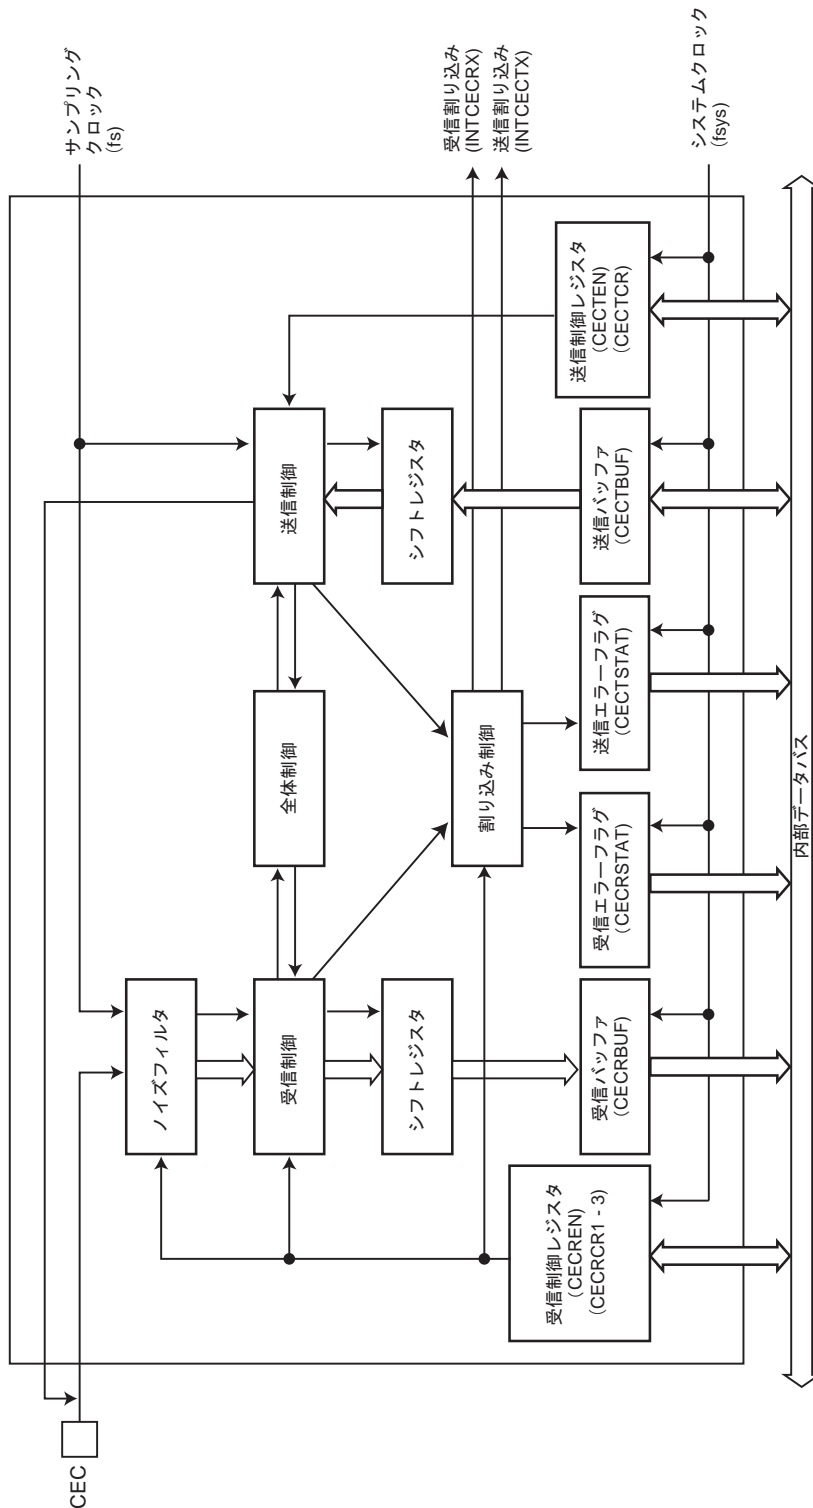 サンプリング
クロック
(fs)
受信割り込み
(INTCECRX)
送信割り込み
(INTCECTX)
システムクロック
(fsys)
送信制御
シフトレジスタ
送信制御レジスタ
(CECTEN)
(CECTCR)
送信バッファ
(CECTBUF)
全体制御
割り込み制御
送信エラーフラグ
(CECTSTAT)
受信エラーフラグ
(CECRSTAT)
内部データバス
ノイズフィルタ
受信制御
シフトレジスタ
受信バッファ
(CECRBUF)
受信制御レジスタ
(CECREN)
(CECRCR1 - 3)
CEC